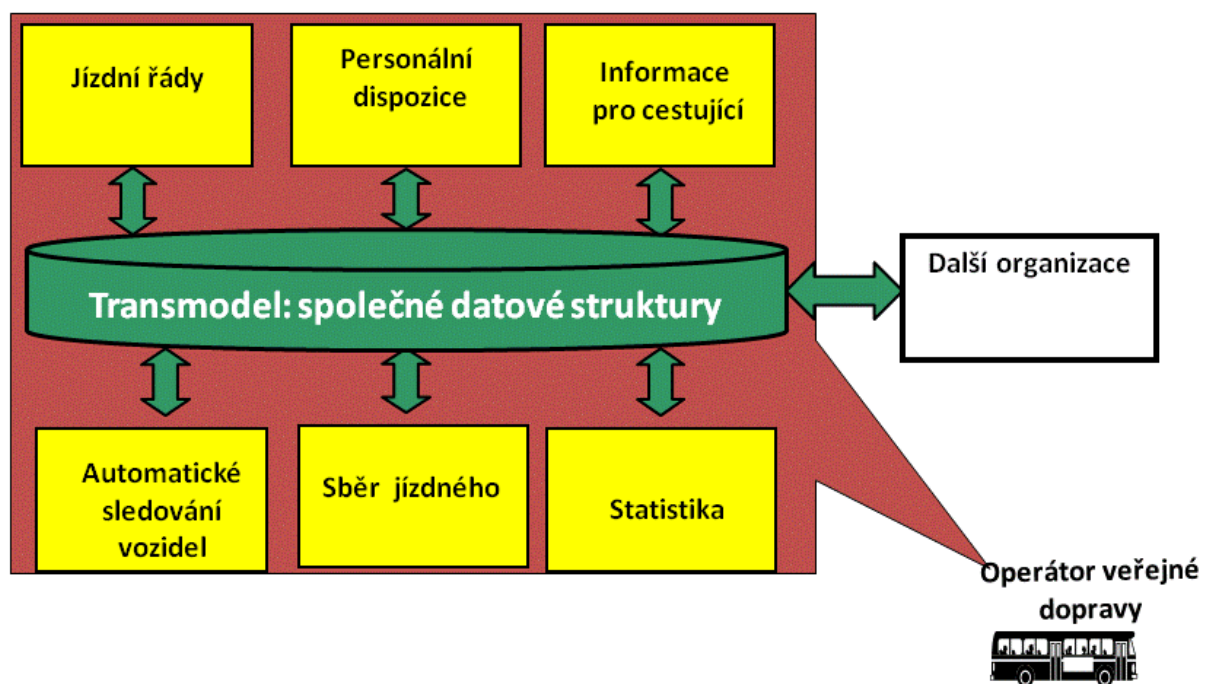 Jízdní řády
Personální
dispozice
Informace
pro cestující
Transmodel: společné datové struktury
Další organizace
Automatické
sledování
vozidel
Sběr jízdného
Statistika
Operátor veřejné
dopravy